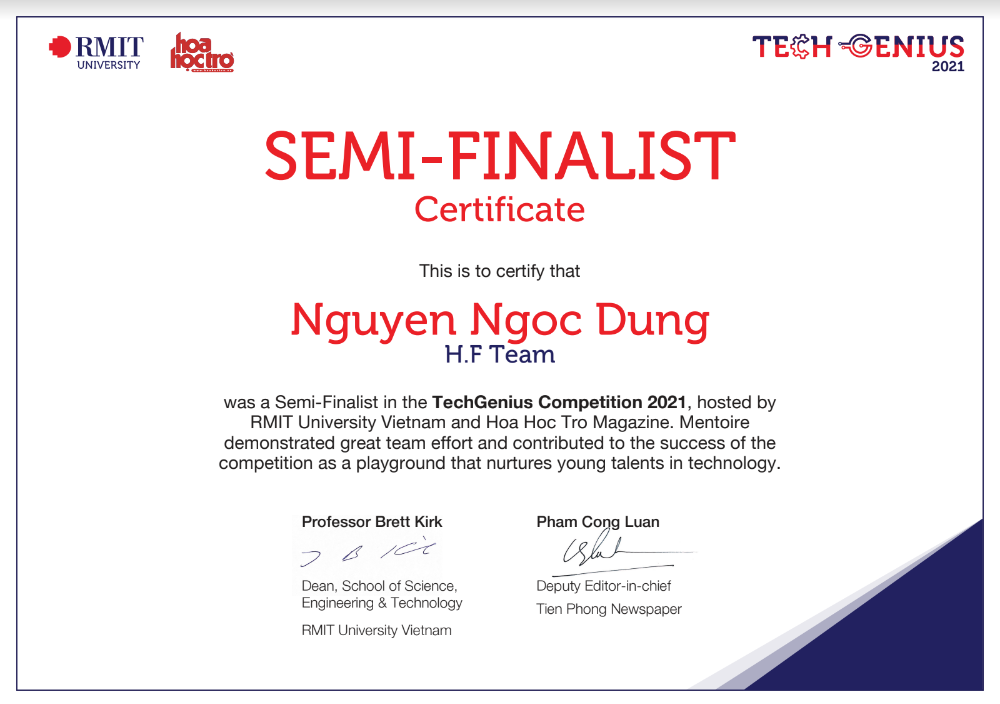 RMIT
UNIVERSITY
hoa
học trò
TECH GENIUS
2021
SEMI-FINALIST
Certificate
This is to certify that
Nguyen Ngoc Dung
H.F Team
was a Semi-Finalist in the TechGenius Competition 2021, hosted by
RMIT University Vietnam and Hoa Hoc Tro Magazine. Mentoire
demonstrated great team effort and contributed to the success of the
competition as a playground that nurtures young talents in technology.
Professor Brett Kirk
Dean, School of Science,
Engineering & Technology
RMIT University Vietnam
Pham Cong Luan
Deputy Editor-in-chief
Tien Phong Newspaper